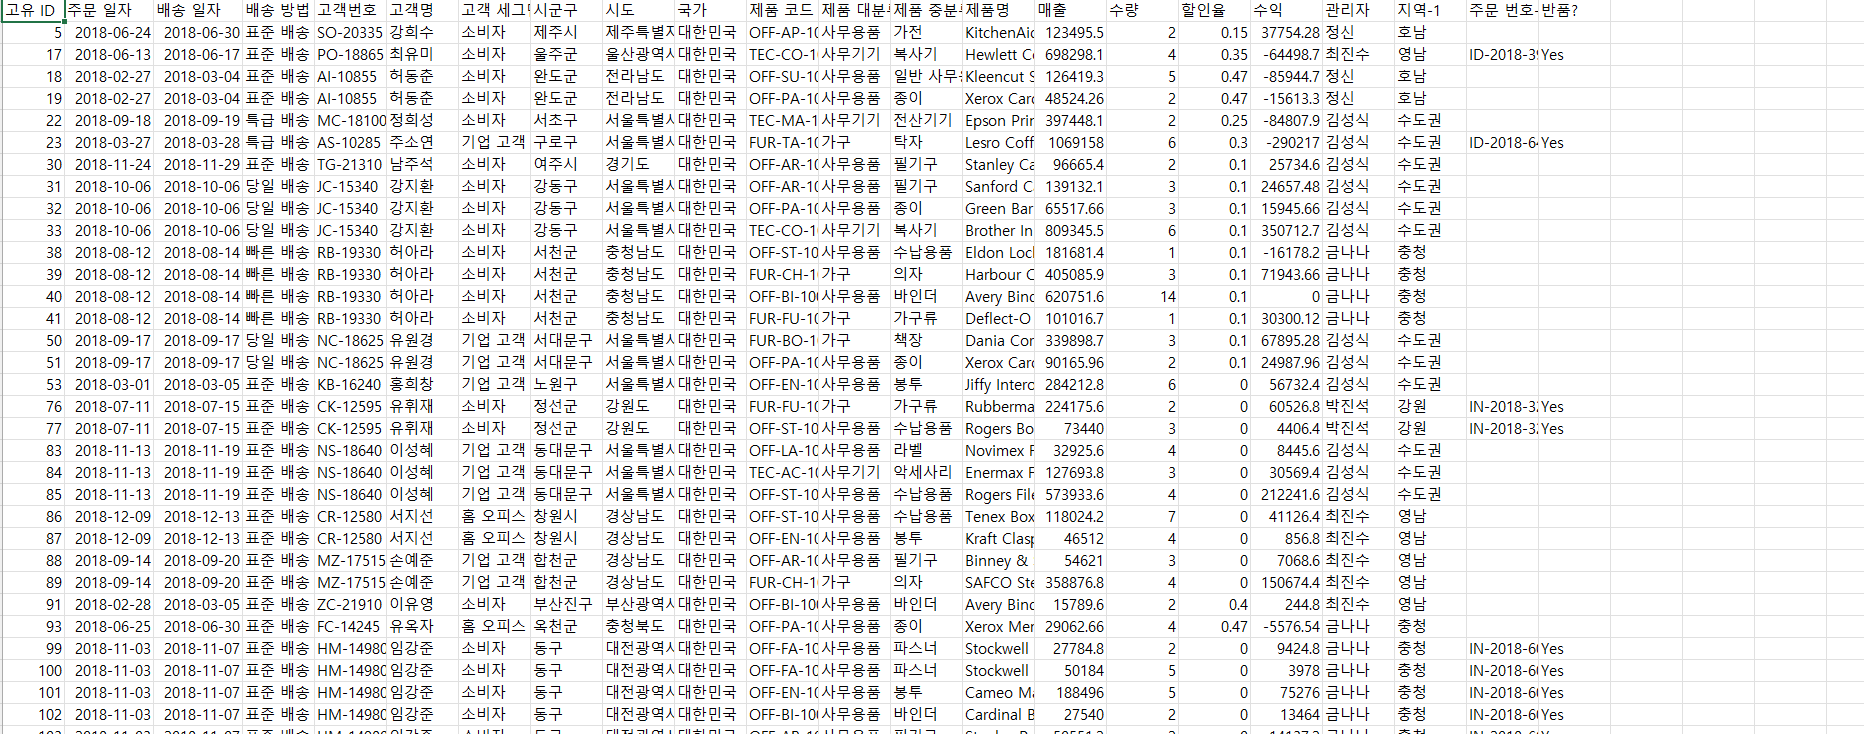 고유 ID 주문 일자 배송 일자 배송 방법 고객번호 고객명 고객 세그 시군구 시도 국가 제품 코드 제품 대분 제품 중분 제품명 매출 수량 할인율 수익 관리자 지역-1 주문 번호- 반품?
5 2018-06-24 2018-06-30 표준 배송 SO-20335 강희수 소비자 제주시 제주특별자 대한민국 OFF-AP-10 사무용품 가전 KitchenAid 123495.5 2 0.15 37754.28 정신 호남
17 2018-06-13 2018-06-17 표준 배송 PO-18865 최유미 소비자 울주군 울산광역시 대한민국 TEC-CO-1 사무기기 복사기 Hewlett C 698298.1 4 0.35 -64498.7 최진수 영남 ID-2018-39 Yes
18 2018-02-27 2018-03-04 표준 배송 AI-10855 허동준 소비자 완도군 전라남도 대한민국 OFF-SU-10 사무용품 일반 사무 Kleencut S 126419.3 5 0.47 -85944.7 정신 호남
19 2018-02-27 2018-03-04 표준 배송 AI-10855 허동준 소비자 완도군 전라남도 대한민국 OFF-PA-10 사무용품 종이 Xerox Card 48524.26 2 0.47 -15613.3 정신 호남
22 2018-09-18 2018-09-19 특급 배송 MC-18100 정희성 소비자 서초구 서울특별시 대한민국 TEC-MA-1 사무기기 전산기기 Epson Prin 397448.1 2 0.25 -84807.9 김성식 수도권
23 2018-03-27 2018-03-28 특급 배송 AS-10285 주소연 기업 고객 구로구 서울특별시 대한민국 FUR-TA-10 가구 탁자 Lesro Coff 1069158 6 0.3 -290217 김성식 수도권 ID-2018-64 Yes
30 2018-11-24 2018-11-29 표준 배송 TG-21310 남주석 소비자 여주시 경기도 대한민국 OFF-AR-10 사무용품 필기구 Stanley Ca 96665.4 2 0.1 25734.6 김성식 수도권
31 2018-10-06 2018-10-06 당일 배송 JC-15340 강지환 소비자 강동구 서울특별시 대한민국 OFF-AR-10 사무용품 필기구 Sanford C 139132.1 3 0.1 24657.48 김성식 수도권
32 2018-10-06 2018-10-06 당일 배송 JC-15340 강지환 소비자 강동구 서울특별시 대한민국 OFF-PA-10 사무용품 종이 Green Bar 65517.66 3 0.1 15945.66 김성식 수도권
33 2018-10-06 2018-10-06 당일 배송 JC-15340 강지환 소비자 강동구 서울특별시 대한민국 TEC-CO-1 사무기기 복사기 Brother In 809345.5 6 0.1 350712.7 김성식 수도권
38 2018-08-12 2018-08-14 빠른 배송 RB-19330 허아라 소비자 서천군 충청남도 대한민국 OFF-ST-10 사무용품 수납용품 Eldon Loc 181681.4 1 0.1 -16178.2 금나나 충청
39 2018-08-12 2018-08-14 빠른 배송 RB-19330 허아라 소비자 서천군 충청남도 대한민국 FUR-CH-1 가구 의자 Harbour C 405085.9 3 0.1 71943.66 금나나 충청
40 2018-08-12 2018-08-14 빠른 배송 RB-19330 허아라 소비자 서천군 충청남도 대한민국 OFF-BI-100 사무용품 바인더 Avery Binc 620751.6 14 0.1 0 금나나 충청
41 2018-08-12 2018-08-14 빠른 배송 RB-19330 허아라 소비자 서천군 충청남도 대한민국 FUR-FU-10 가구 가구류 Deflect-O 101016.7 1 0.1 30300.12 금나나 충청
50 2018-09-17 2018-09-17 당일 배송 NC-18625 유원경 기업 고객 서대문구 서울특별시 대한민국 FUR-BO-1 가구 책장 Dania Cor 339898.7 3 0.1 67895.28 김성식 수도권
51 2018-09-17 2018-09-17 당일 배송 NC-18625 유원경 기업 고객 서대문구 서울특별시 대한민국 OFF-PA-10 사무용품 종이 Xerox Card 90165.96 2 0.1 24987.96 김성식 수도권
53 2018-03-01 2018-03-05 표준 배송 KB-16240 홍희창 기업 고객 노원구 서울특별시 대한민국 OFF-EN-10 사무용품 봉투 Jiffy Intero 284212.8 6 0 56732.4 김성식 수도권
76 2018-07-11 2018-07-15 표준 배송 CK-12595 유휘재 소비자 정선군 강원도 대한민국 FUR-FU-10 가구 가구류 Rubberma 224175.6 2 0 60526.8 박진석 강원 IN-2018-32 Yes
77 2018-07-11 2018-07-15 표준 배송 CK-12595 유휘재 소비자 정선군 강원도 대한민국 OFF-ST-10 사무용품 수납용품 Rogers Bo 73440 3 0 4406.4 박진석 강원 IN-2018-32 Yes
83 2018-11-13 2018-11-19 표준 배송 NS-18640 이성혜 기업 고객 동대문구 서울특별시 대한민국 OFF-LA-10 사무용품 라벨 Novimex F 32925.6 4 0 8445.6 김성식 수도권
84 2018-11-13 2018-11-19 표준 배송 NS-18640 이성혜 기업 고객 동대문구 서울특별시 대한민국 TEC-AC-10 사무기기 악세사리 Enermax F 127693.8 3 0 30569.4 김성식 수도권
85 2018-11-13 2018-11-19 표준 배송 NS-18640 이성혜 기업 고객 동대문구 서울특별시 대한민국 OFF-ST-10 사무용품 수납용품 Rogers File 573933.6 4 0 212241.6 김성식 수도권
86 2018-12-09 2018-12-13 표준 배송 CR-12580 서지선 홈 오피스 창원시 경상남도 대한민국 OFF-ST-10 사무용품 수납용품 Tenex Box 118024.2 7 0 41126.4 최진수 영남
87 2018-12-09 2018-12-13 표준 배송 CR-12580 서지선 홈 오피스 창원시 경상남도 대한민국 OFF-EN-10 사무용품 봉투 Kraft Clasp 46512 4 0 856.8 최진수 영남
88 2018-09-14 2018-09-20 표준 배송 MZ-17515 손예준 기업 고객 합천군 경상남도 대한민국 OFF-AR-10 사무용품 필기구 Binney & 54621 3 0 7068.6 최진수 영남
89 2018-09-14 2018-09-20 표준 배송 MZ-17515 손예준 기업 고객 합천군 경상남도 대한민국 FUR-CH-1 가구 의자 SAFCO Ste 358876.8 4 0 150674.4 최진수 영남
91 2018-02-28 2018-03-05 표준 배송 ZC-21910 이유영 소비자 부산진구 부산광역시 대한민국 OFF-BI-100 사무용품 바인더 Avery Binc 15789.6 2 0.4 244.8 최진수 영남
93 2018-06-25 2018-06-30 표준 배송 FC-14245 유옥자 홈 오피스 옥천군 충청북도 대한민국 OFF-PA-10 사무용품 종이 Xerox Mer 29062.66 4 0.47 -5576.54 금나나 충청
99 2018-11-03 2018-11-07 표준 배송 HM-14980 임강준 소비자 동구 대전광역시 대한민국 OFF-FA-10 사무용품 파스너 Stockwell 27784.8 2 0 9424.8 금나나 충청 IN-2018-60 Yes
100 2018-11-03 2018-11-07 표준 배송 HM-14980 임강준 소비자 동구 대전광역시 대한민국 OFF-FA-10 사무용품 파스너 Stockwell 50184 5 0 3978 금나나 충청 IN-2018-60 Yes
101 2018-11-03 2018-11-07 표준 배송 HM-14980 임강준 소비자 동구 대전광역시 대한민국 OFF-EN-10 사무용품 봉투 Cameo Ma 188496 5 0 75276 금나나 충청 IN-2018-60 Yes
102 2018-11-03 2018-11-07 표준 배송 HM-14980 임강준 소비자 동구 대전광역시 대한민국 OFF-BI-100 사무용품 바인더 Cardinal B 27540 2 0 13464 금나나 충청 IN-2018-60 Yes